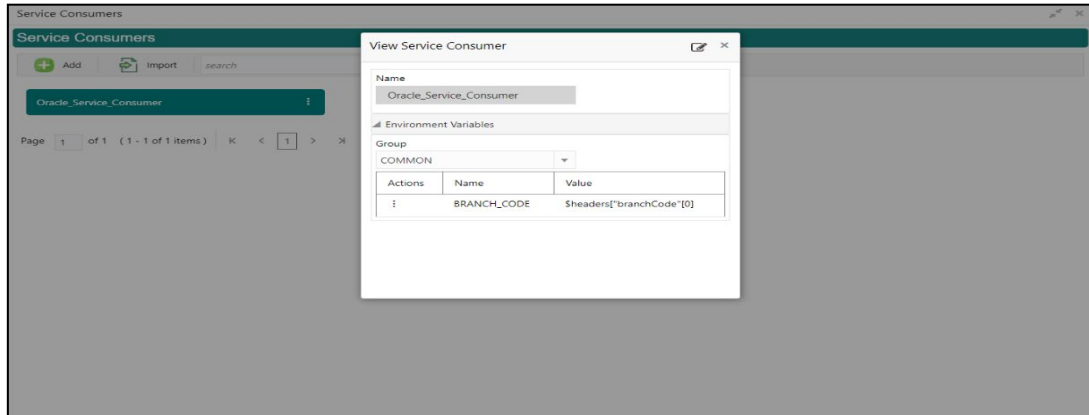 Service Consumers
Service Consumers
Add Import search
Oracle_Service_Consumer
Page 1 of 1 (1 - 1 of 1 items) K < 1 > >|
View Service Consumer
Name
Oracle_Service_Consumer
Environment Variables
Group
COMMON
Actions Name Value
BRANCH_CODE $headers["branchCode"[0]